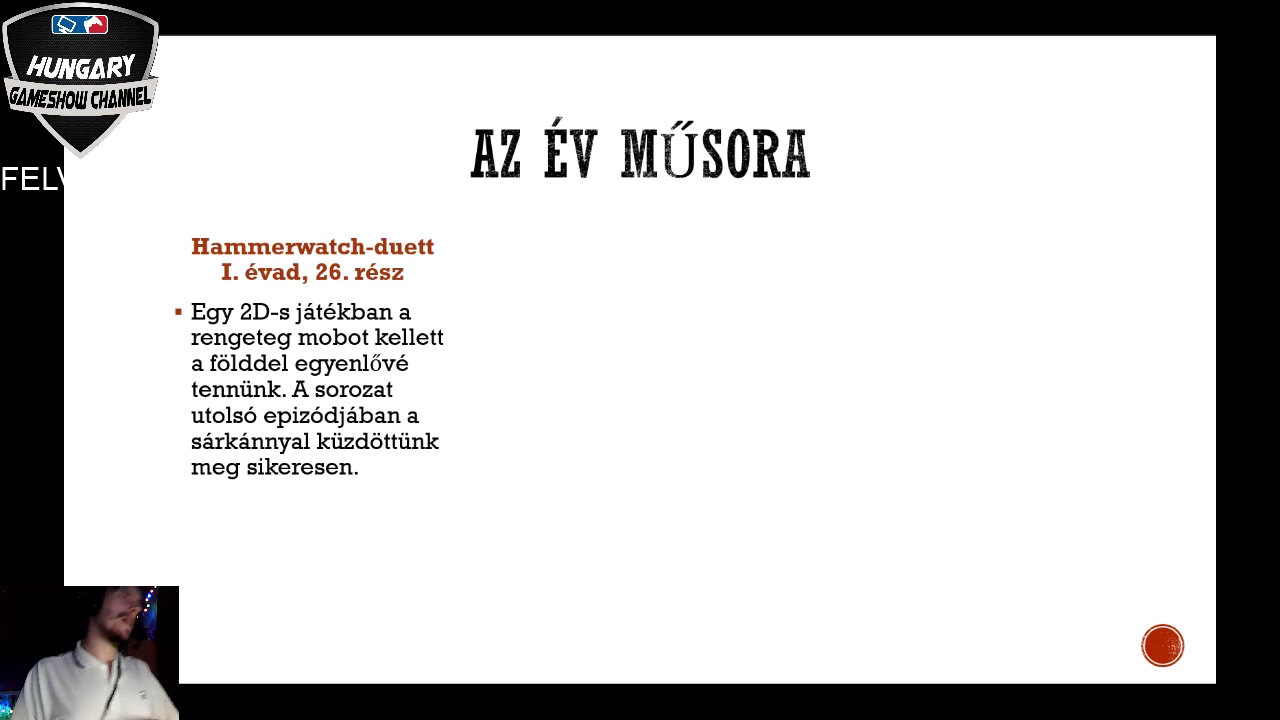 HUNGARY
GAMESHOW CHANNEL
FELV
AZ ÉV MŰSORA
Hammerwatch-duett
I. évad, 26. rész
Egy 2D-s játékban a
rengeteg mobot kellett
a földdel egyenlővé
tennünk. A sorozat
utolsó epizódjában a
sárkánnyal küzdöttünk
meg sikeresen.